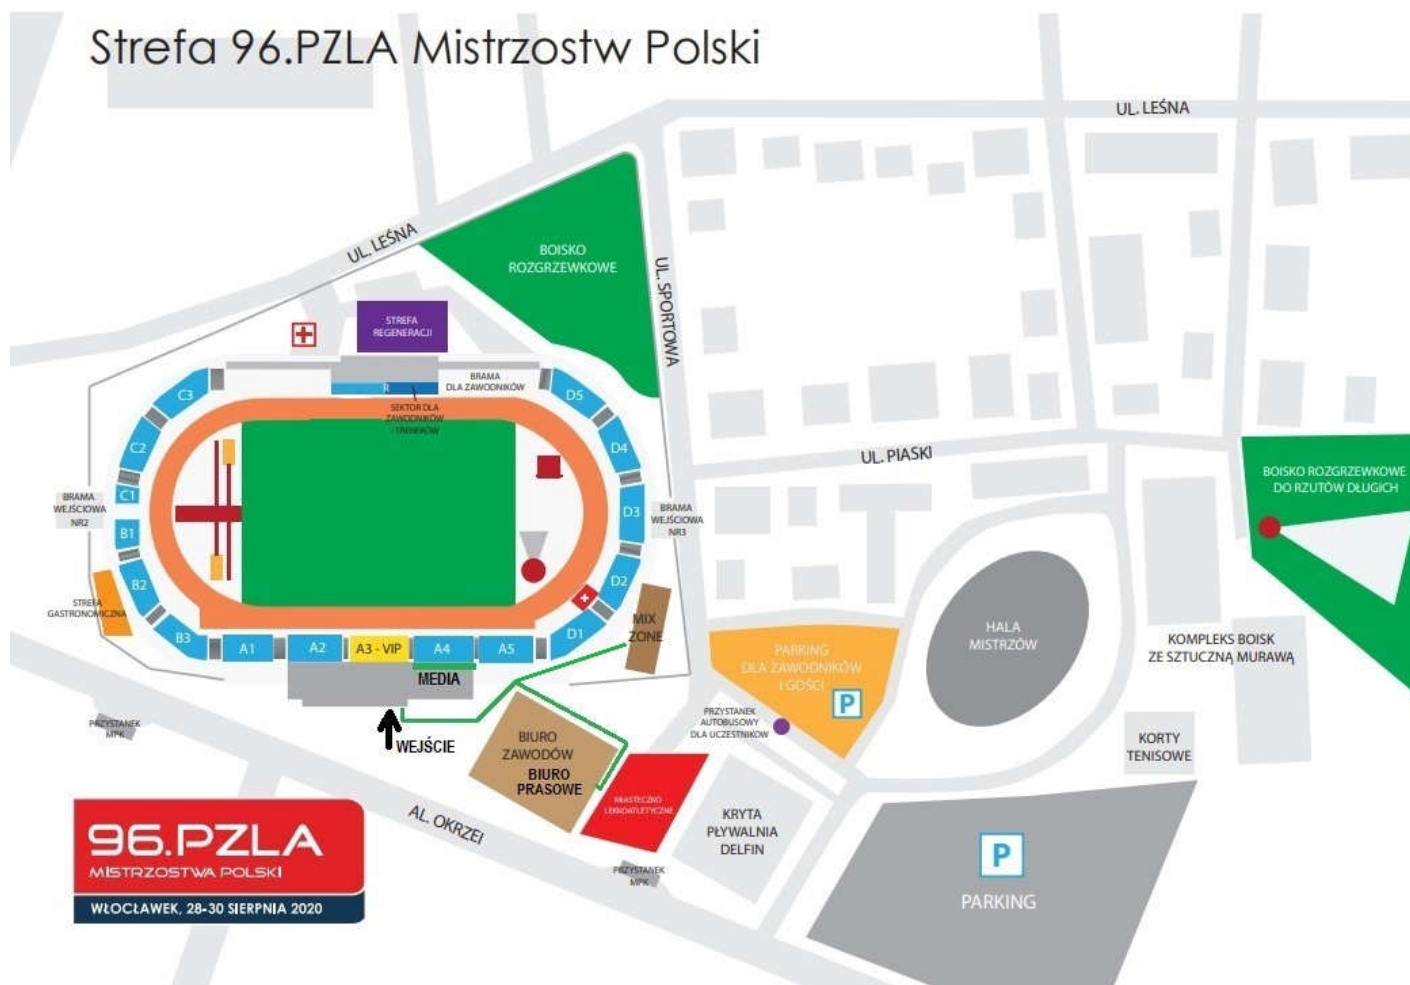 Strefa 96.PZLA Mistrzostw Polski
UL. LEŚNA
UL. LEŚNA
BOISKO
ROZGRZEWKOWE
UL. SPORTOWA
STREFA
REGENERACJI
BRAMA
DLA ZAWODNIKÓW
R
SEKTOR DLA
ZAWODNIKÓW
I TRENERÓW
C3
D5
C2
D4
C1
D3
B1
D2
B2
D1
B3
A1
A2
A3 - VIP
A4
A5
BRAMA
WEJŚCIOWA
NR2
BRAMA
WEJŚCIOWA
NR3
STREFA
GASTRONOMICZNA
MIX
ZONE
MEDIA
WEJŚCIE
UL. PIASKI
BOISKO ROZGRZEWKOWE
DO RZUTÓW DŁUGICH
HALA
MISTRZÓW
KOMPLEKS BOISK
ZE SZTUCZNĄ MURAWĄ
PARKING
DLA ZAWODNIKÓW
I GOŚCI
P
PRZYSTANEK
AUTOBUSOWY
DLA UCZESTNIKÓW
PRZYSTANEK
MPK
BIURO
ZAWODÓW
BIURO
PRASOWE
MIASTECZKO
LEKKOATLETYCZNE
KORTY
TENISOWE
AL. OKRZEI
KRYTA
PŁYWALNIA
DELFIN
PRZYSTANEK
MPK
P
PARKING
96.PZLA
MISTRZOSTWA POLSKI
WŁOCŁAWEK, 28-30 SIERPNIA 2020